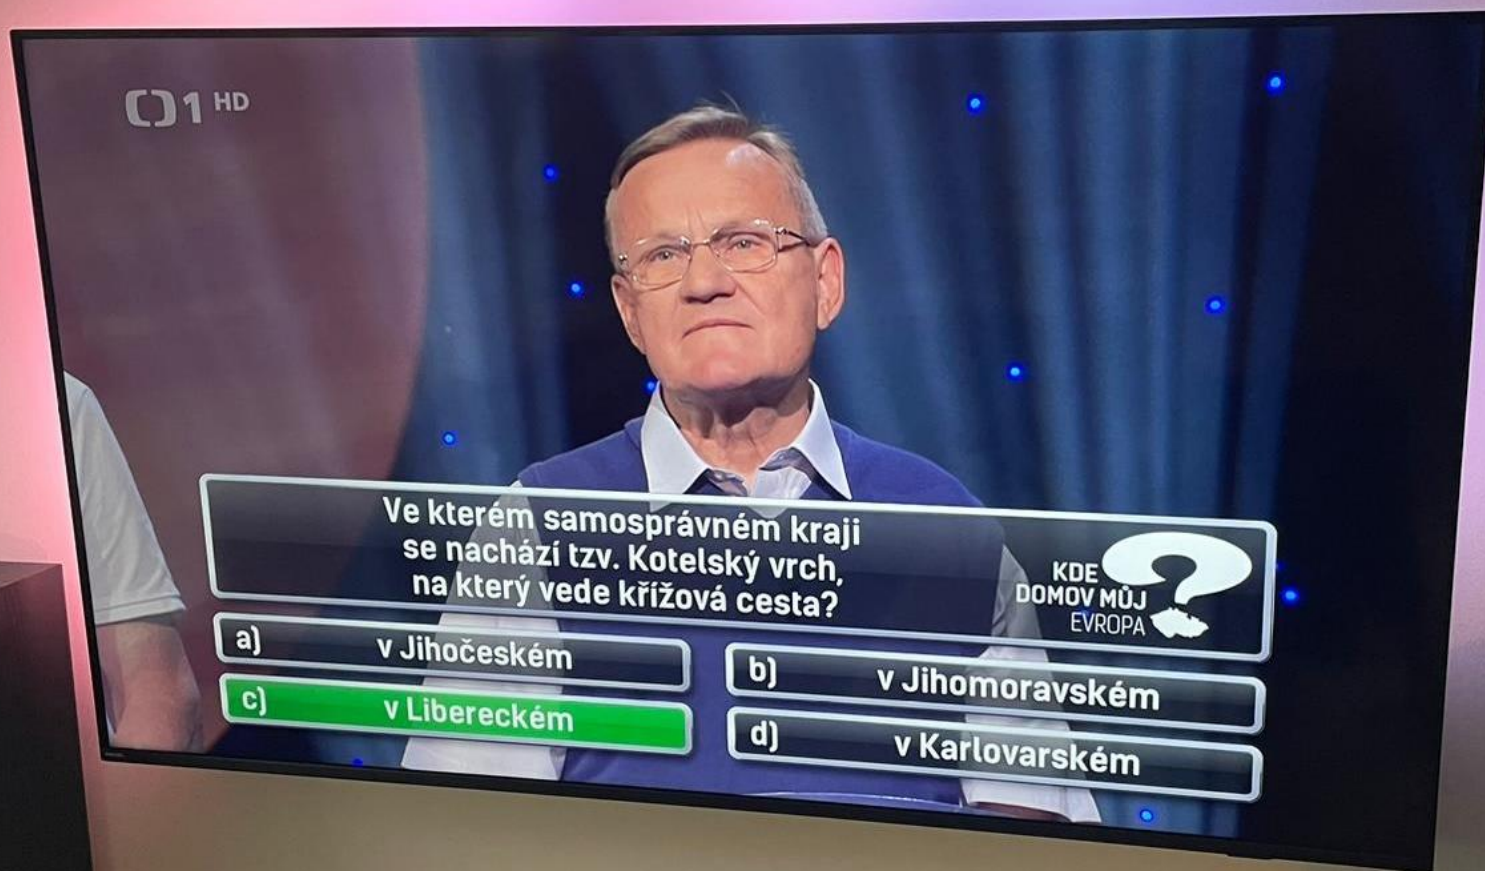 1 HD
Ve kterém samosprávném kraji
se nachází tzv. Kotelský vrch,
na který vede křížová cesta?
KDE
DOMOV MŮJ
EVROPA
a) v Jihočeském
b) v Jihomoravském
c) v Libereckém
d) v Karlovarském